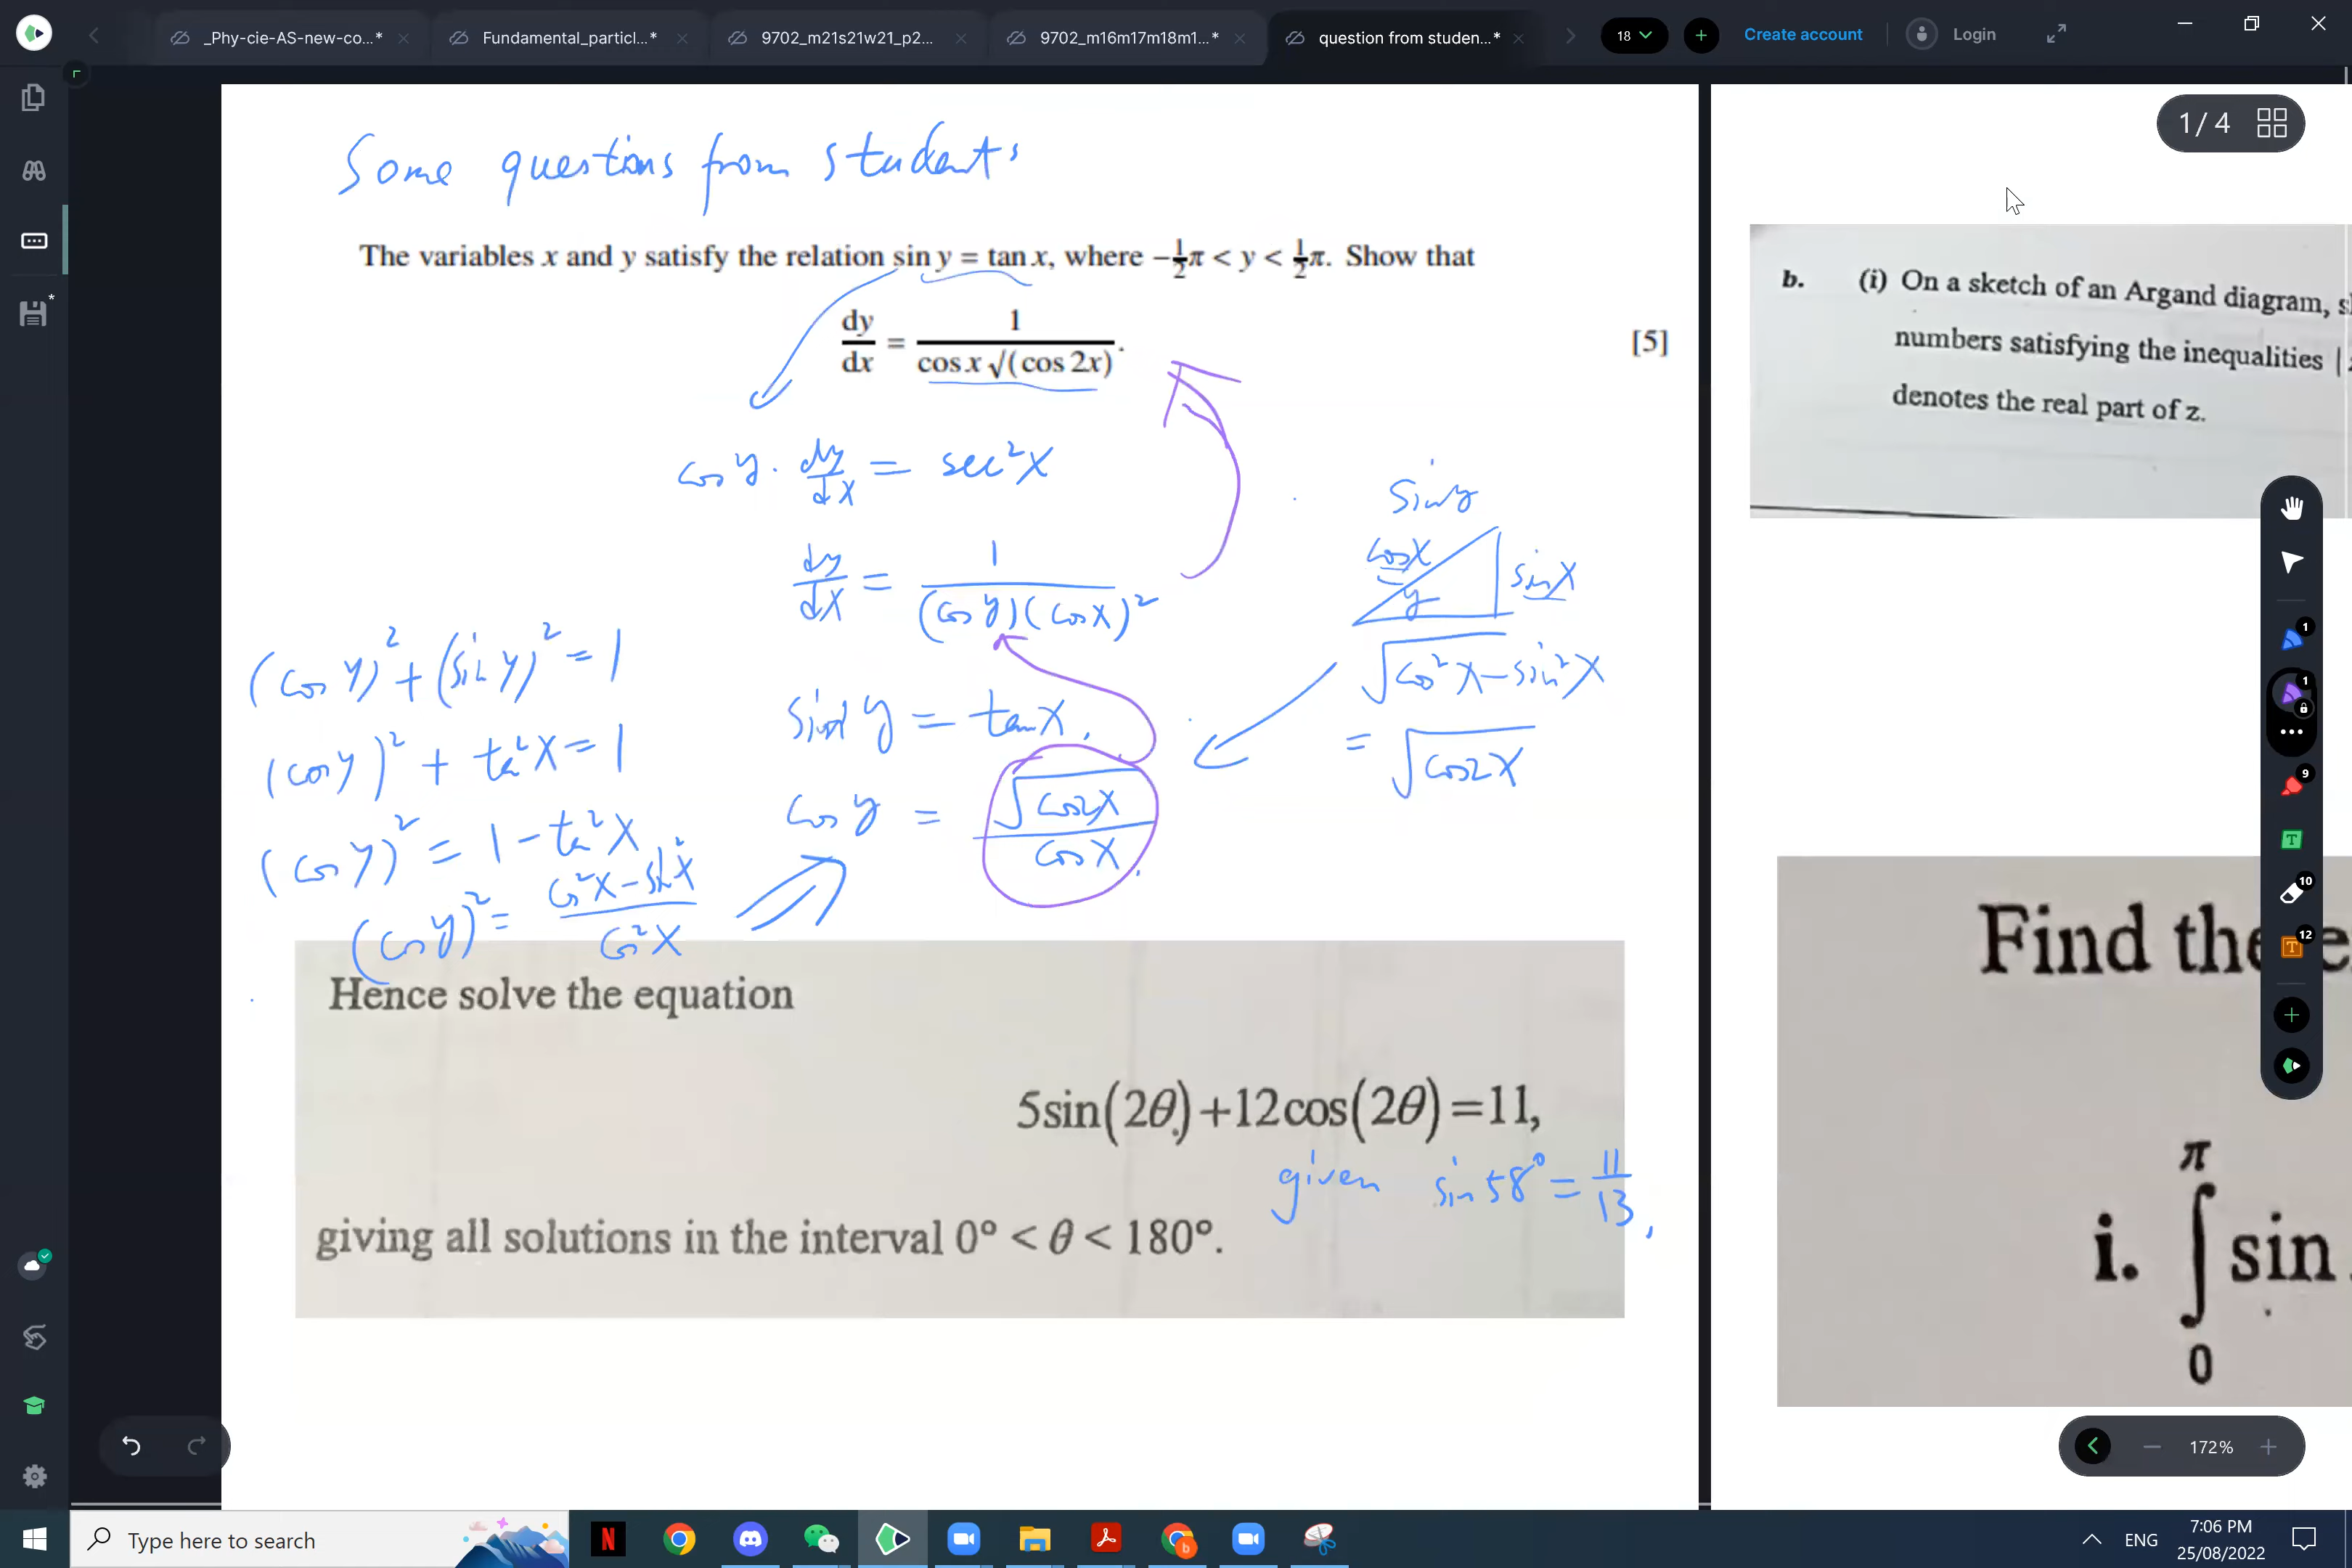 _Phy-cie-AS-new-co...*
Fundamental_particl...*
9702_m21s21w21_p2...
9702_m16m17m18m1...*
question from studen...*
18
Create account
Login
1/4
Some questions from students
The variables x and y satisfy the relation sin y = tan x, where −½π < y < ½π. Show that
dy/dx = 1/(cos x √(cos 2x)).
[5]
cos y · dy/dx = sec²x
dy/dx = 1/((cos y)(cos x)²)
sin y = tan x,
cos y = √cos2x / cos x.
(cos y)² + (sin y)² = 1
(cos y)² + tan²x = 1
(cos y)² = 1 − tan²x
(cos y)² = cos²x − sin²x / cos²x
sin y
cos x
sin x
y
√cos²x − sin²x
= √cos2x
Hence solve the equation
5sin(2θ)+12cos(2θ)=11,
given sin 58° = 11/13,
giving all solutions in the interval 0° < θ < 180°.
b. (i) On a sketch of an Argand diagram,
numbers satisfying the inequalities |
denotes the real part of z.
Find the
i. ∫ sin
π
0
1
1
9
T
10
T
12
172%
Type here to search
N
b
ENG
7:06 PM
25/08/2022